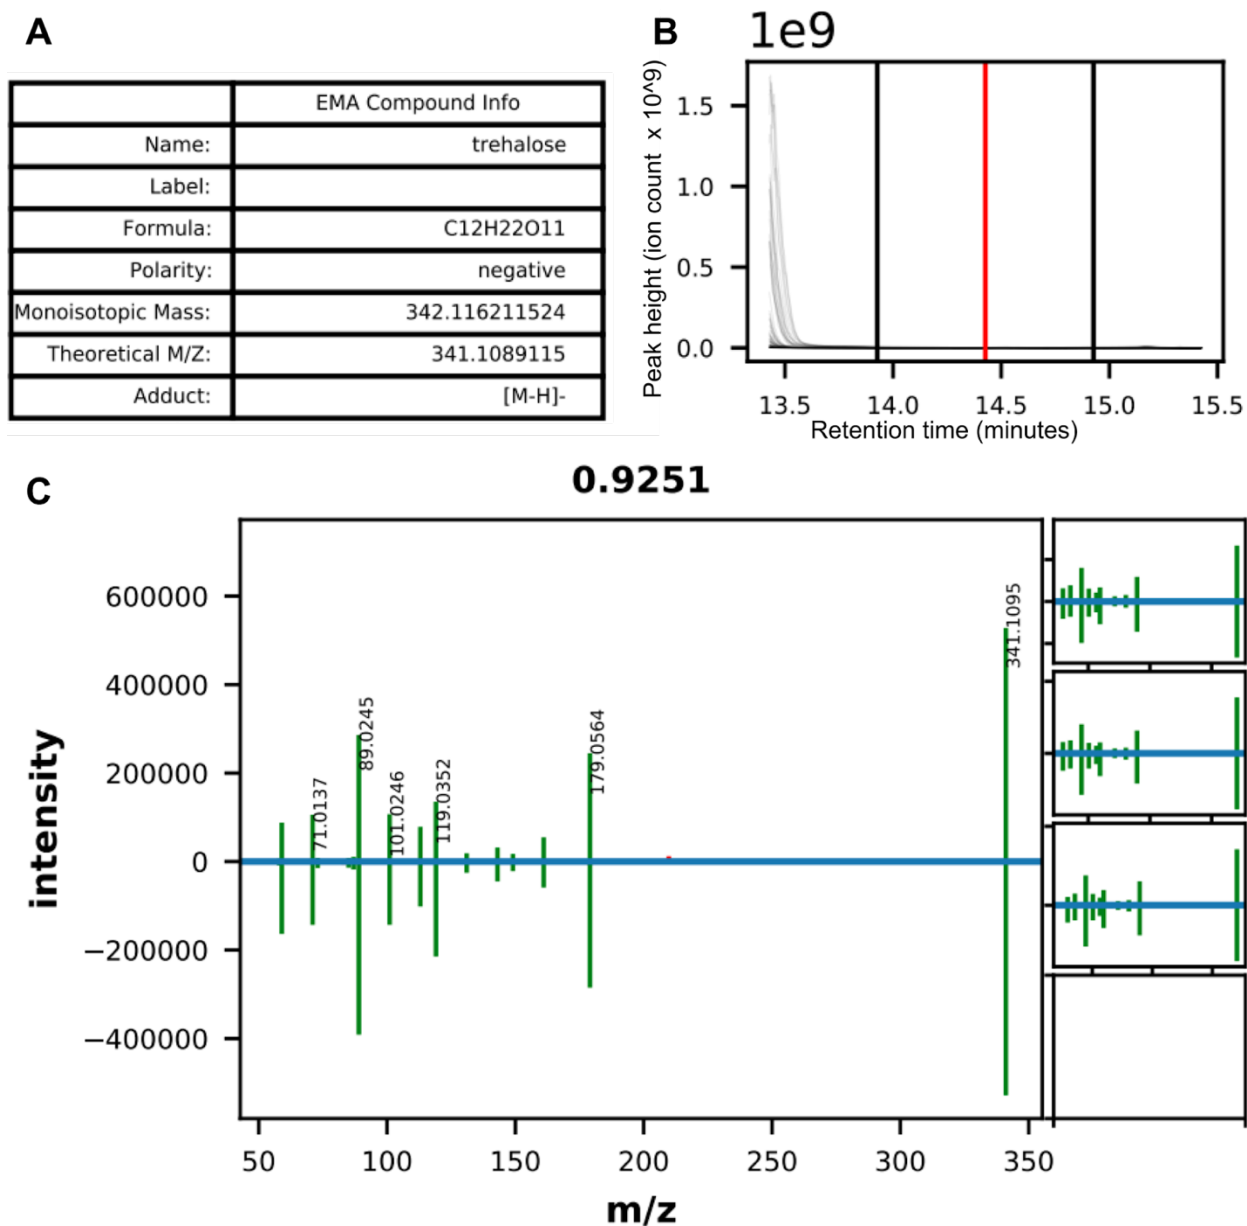 A
EMA Compound Info
Name: trehalose
Label:
Formula: C12H22O11
Polarity: negative
Monoisotopic Mass: 342.116211524
Theoretical M/Z: 341.1089115
Adduct: [M-H]-
B
1e9
Peak height (ion count x 10^9)
1.5
1.0
0.5
0.0
13.5 14.0 14.5 15.0 15.5
Retention time (minutes)
C
0.9251
intensity
600000
400000
200000
0
−200000
−400000
71.0137
89.0245
101.0246
119.0352
179.0564
341.1095
50 100 150 200 250 300 350
m/z